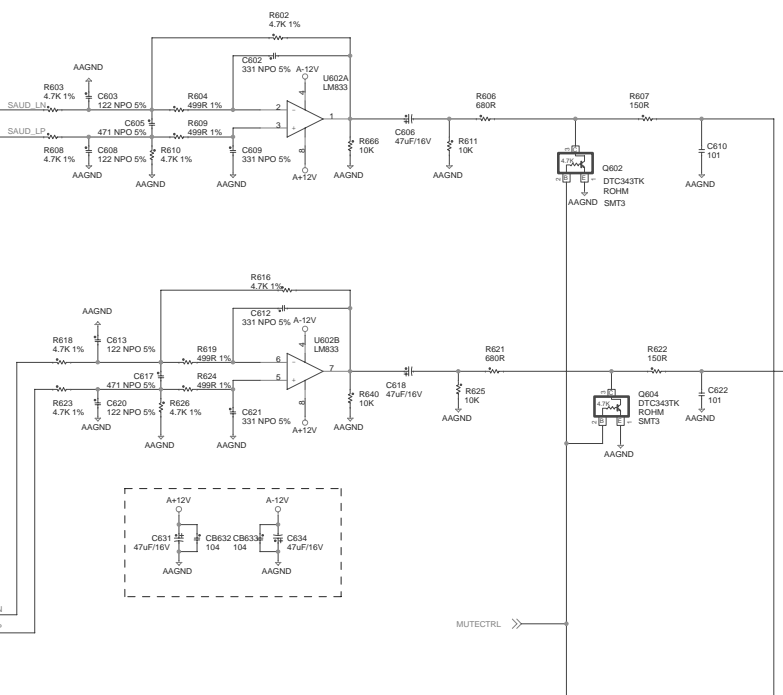 R602
4.7K 1%
AAGND
C602
331 NPO 5%
A-12V
U602A
LM833
R603
4.7K 1%
C603
122 NPO 5%
R604
499R 1%
4
SAUD_LN
2
C605
471 NPO 5%
R609
499R 1%
3
1
SAUD_LP
8
R608
4.7K 1%
C608
122 NPO 5%
R610
4.7K 1%
C609
331 NPO 5%
A+12V
AAGND
AAGND
AAGND
R666
10K
AAGND
C606
47uF/16V
R611
10K
AAGND
R606
680R
R607
150R
C610
101
AAGND
3
C
4.7K
2
B
E
1
Q602
DTC343TK
ROHM
SMT3
AAGND
R616
4.7K 1%
AAGND
C612
331 NPO 5%
A-12V
U602B
LM833
R618
4.7K 1%
C613
122 NPO 5%
R619
499R 1%
4
6
C617
471 NPO 5%
R624
499R 1%
5
7
8
R623
4.7K 1%
C620
122 NPO 5%
R626
4.7K 1%
C621
331 NPO 5%
A+12V
AAGND
AAGND
AAGND
R640
10K
AAGND
C618
47uF/16V
R625
10K
AAGND
R621
680R
R622
150R
C622
101
AAGND
3
C
4.7K
2
B
E
1
Q604
DTC343TK
ROHM
SMT3
AAGND
A+12V
A-12V
C631
47uF/16V
CB632
104
CB633
104
C634
47uF/16V
AAGND
AAGND
MUTECTRL